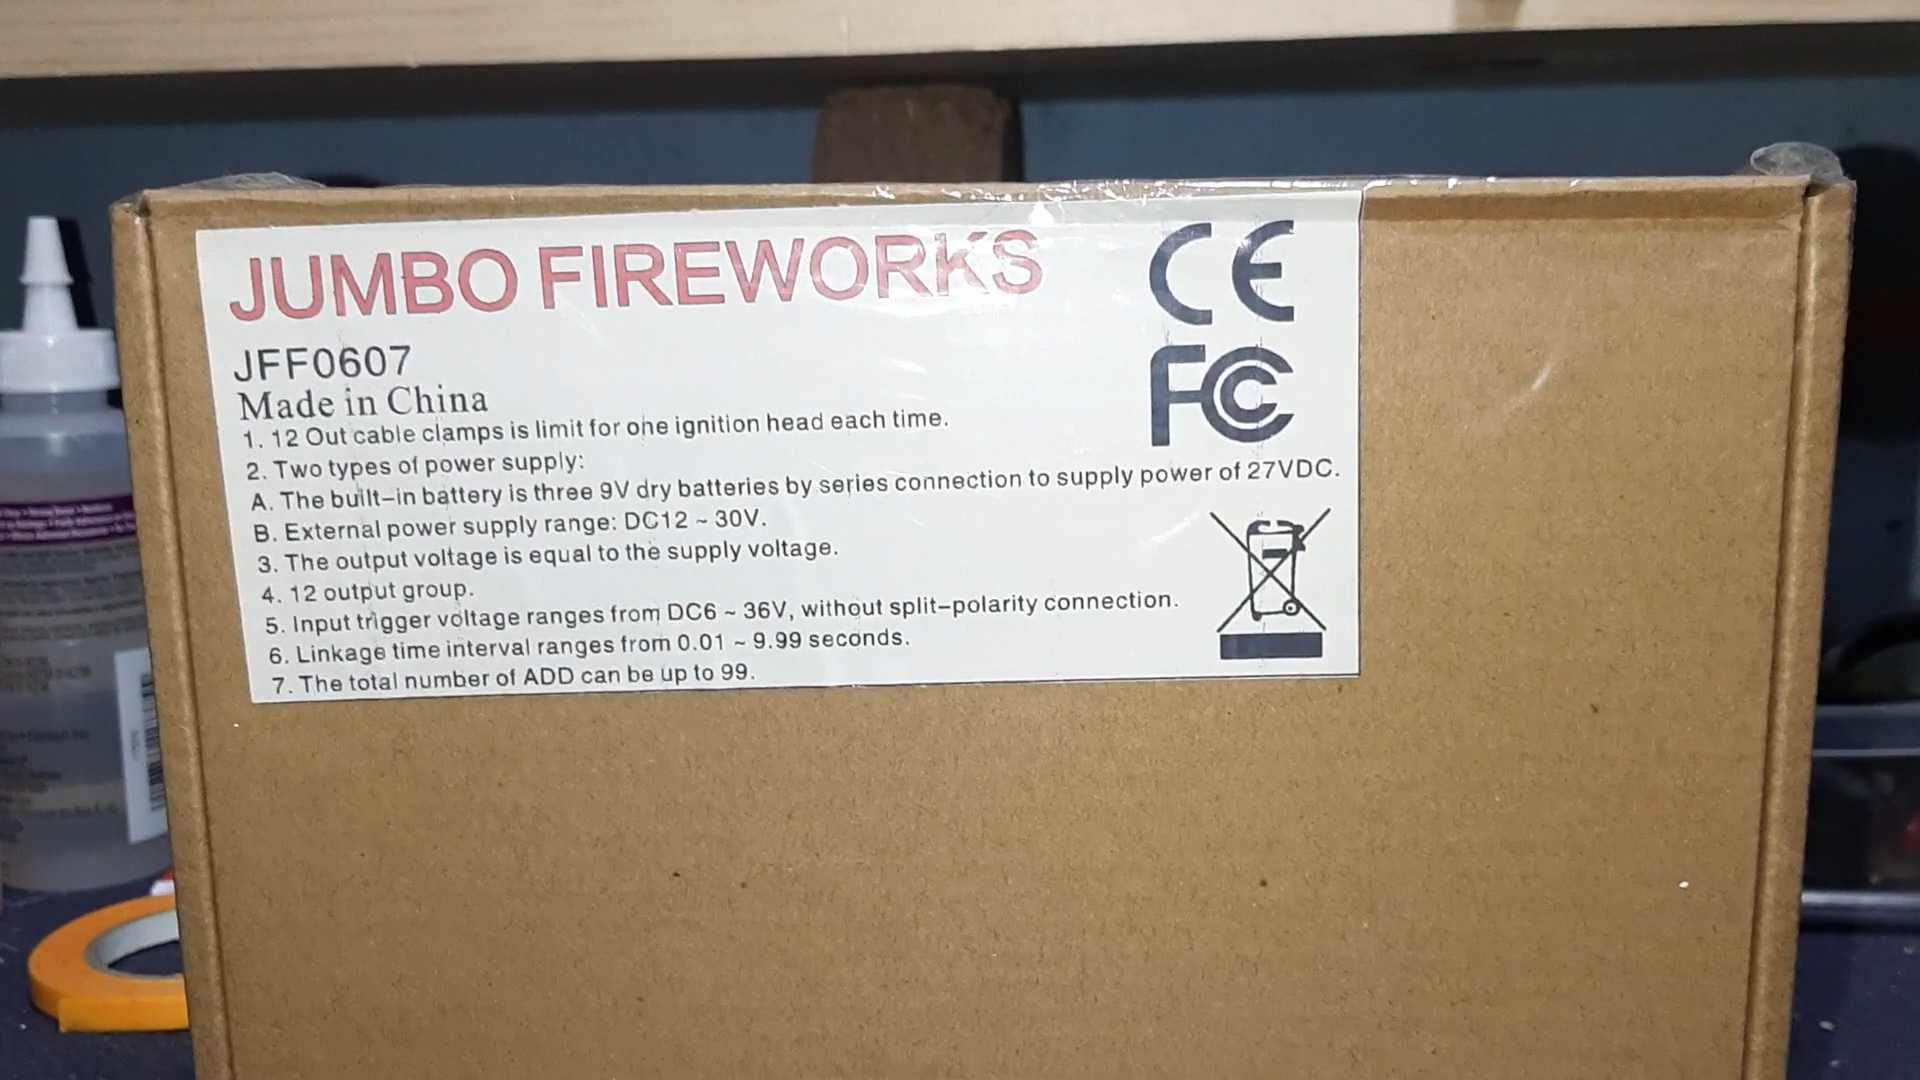 JUMBO FIREWORKS
CE
FC
JFF0607
Made in China
1. 12 Out cable clamps is limit for one ignition head each time.
2. Two types of power supply:
A. The built-in battery is three 9V dry batteries by series connection to supply power of 27VDC.
B. External power supply range: DC12 ~ 30V.
3. The output voltage is equal to the supply voltage.
4. 12 output group.
5. Input trigger voltage ranges from DC6 ~ 36V, without split-polarity connection.
6. Linkage time interval ranges from 0.01 ~ 9.99 seconds.
7. The total number of ADD can be up to 99.